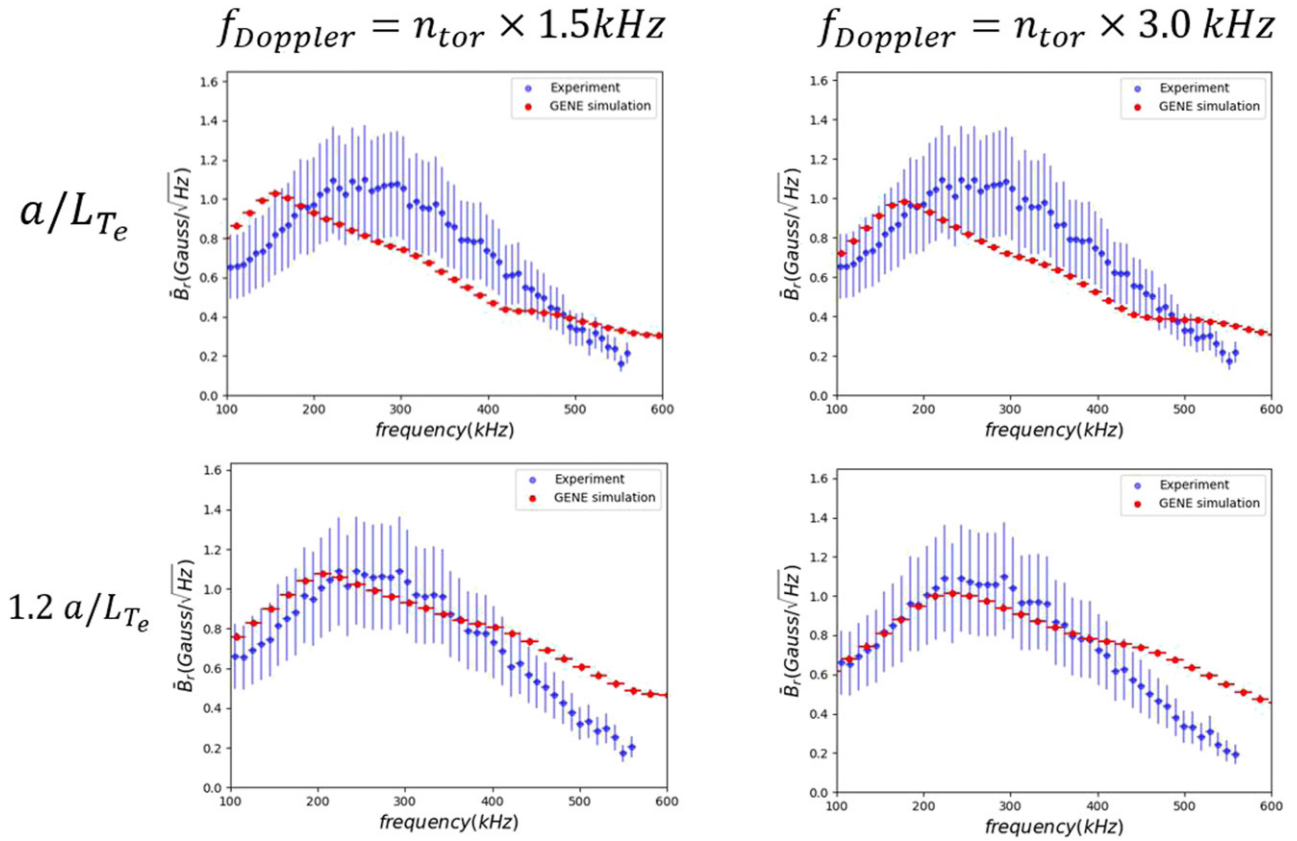 f_Doppler = n_tor × 1.5kHz
f_Doppler = n_tor × 3.0 kHz
a/L_Te
1.6
1.4
1.2
1.0
0.8
0.6
0.4
0.2
0.0
B̄r(Gauss/√Hz)
Experiment
GENE simulation
100 200 300 400 500 600
frequency(kHz)
1.6
1.4
1.2
1.0
0.8
0.6
0.4
0.2
0.0
B̄r(Gauss/√Hz)
Experiment
GENE simulation
100 200 300 400 500 600
frequency(kHz)
1.2 a/L_Te
1.6
1.4
1.2
1.0
0.8
0.6
0.4
0.2
0.0
B̄r(Gauss/√Hz)
Experiment
GENE simulation
100 200 300 400 500 600
frequency(kHz)
1.6
1.4
1.2
1.0
0.8
0.6
0.4
0.2
0.0
B̄r(Gauss/√Hz)
Experiment
GENE simulation
100 200 300 400 500 600
frequency(kHz)